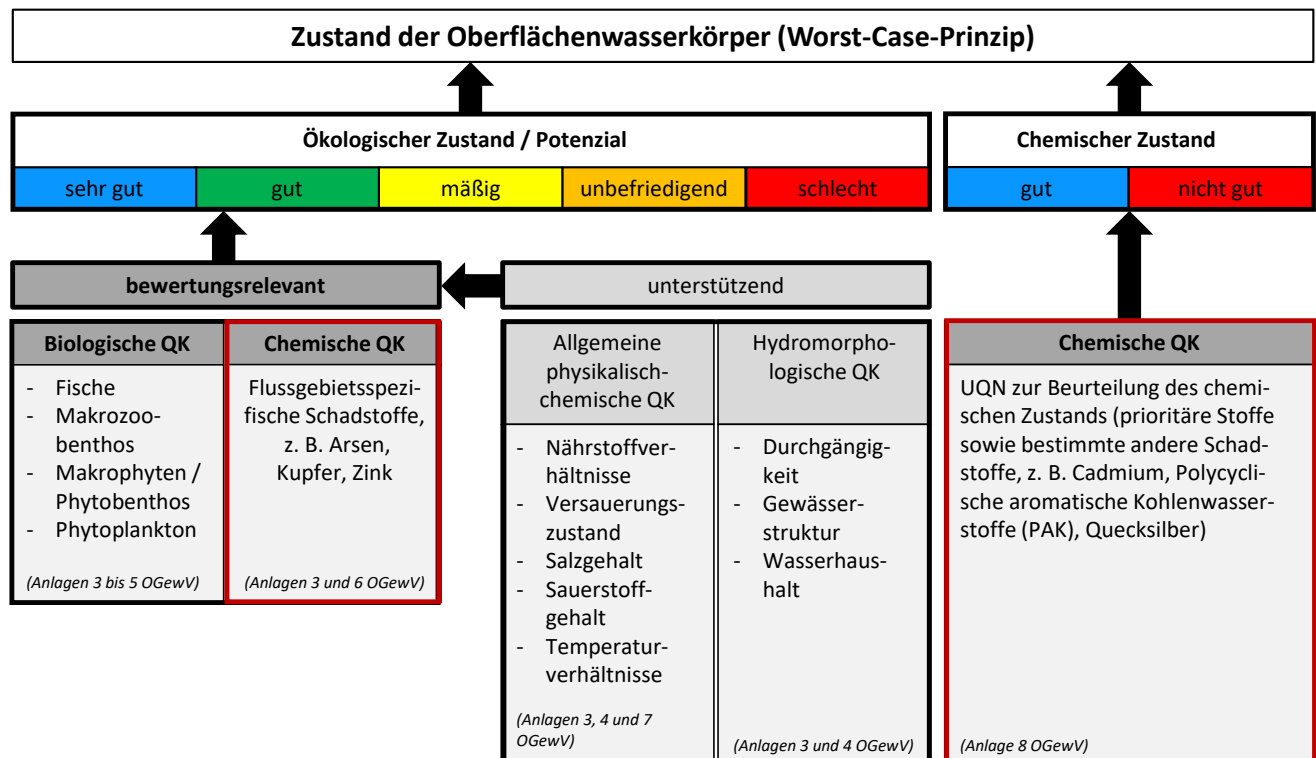 Zustand der Oberflächenwasserkörper (Worst-Case-Prinzip)
Ökologischer Zustand / Potenzial
sehr gut
gut
mäßig
unbefriedigend
schlecht
Chemischer Zustand
gut
nicht gut
bewertungsrelevant
unterstützend
Biologische QK
- Fische
- Makrozoo-
benthos
- Makrophyten /
Phytobenthos
- Phytoplankton
(Anlagen 3 bis 5 OGewV)
Chemische QK
Flussgebietsspezi-
fische Schadstoffe,
z. B. Arsen,
Kupfer, Zink
(Anlagen 3 und 6 OGewV)
Allgemeine
physikalisch-
chemische QK
- Nährstoffver-
hältnisse
- Versauerungs-
zustand
- Salzgehalt
- Sauerstoff-
gehalt
- Temperatur-
verhältnisse
(Anlagen 3, 4 und 7
OGewV)
Hydromorpho-
logische QK
- Durchgängig-
keit
- Gewässer-
struktur
- Wasserhaus-
halt
(Anlagen 3 und 4 OGewV)
Chemische QK
UQN zur Beurteilung des chemi-
schen Zustands (prioritäre Stoffe
sowie bestimmte andere Schad-
stoffe, z. B. Cadmium, Polycycli-
sche aromatische Kohlenwasser-
stoffe (PAK), Quecksilber)
(Anlage 8 OGewV)